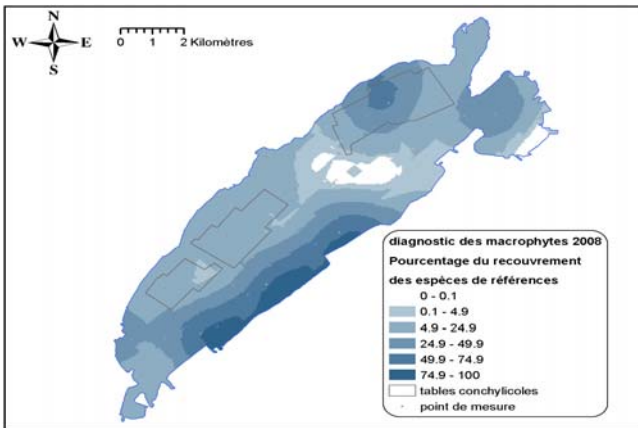 N
W E
S
0 1 2 Kilomètres
diagnostic des macrophytes 2008
Pourcentage du recouvrement
des espèces de références
0 - 0.1
0.1 - 4.9
4.9 - 24.9
24.9 - 49.9
49.9 - 74.9
74.9 - 100
tables conchylicoles
point de mesure